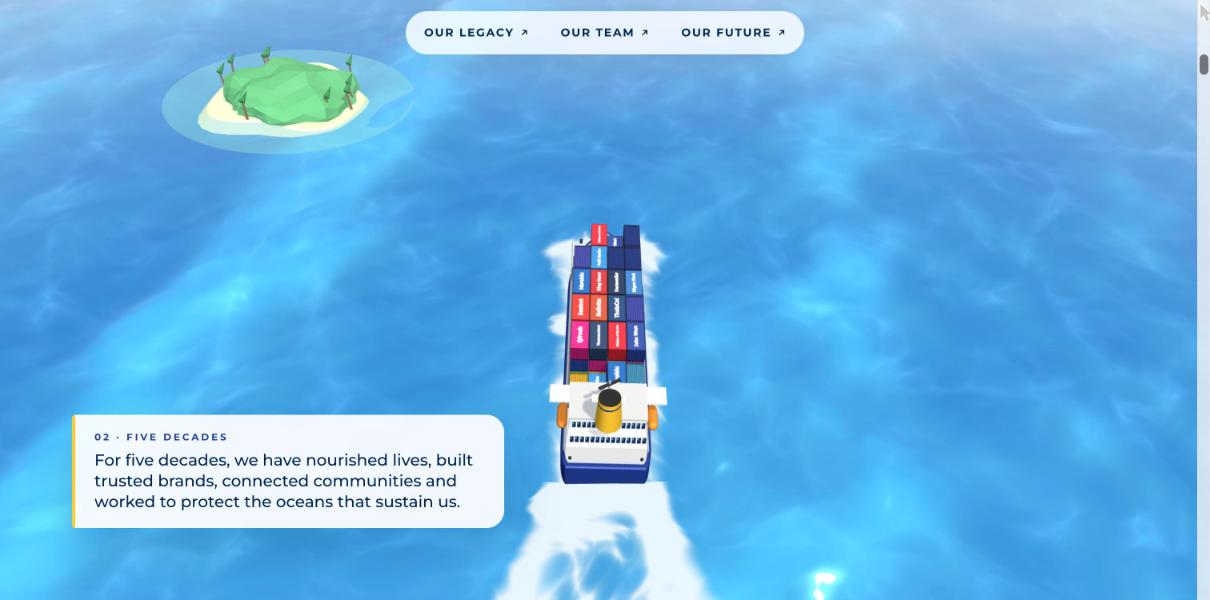 OUR LEGACY ↗ OUR TEAM ↗ OUR FUTURE ↗
02 · FIVE DECADES
For five decades, we have nourished lives, built
trusted brands, connected communities and
worked to protect the oceans that sustain us.